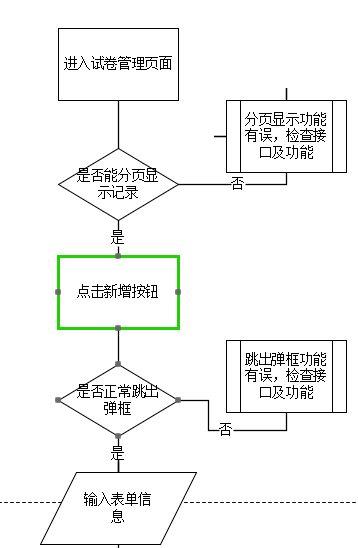 进入试卷管理页面
分页显示功能
有误，检查接
口及功能
是否能分页显
示记录
否
是
点击新增按钮
跳出弹框功能
有误，检查接
口及功能
是否正常跳出
弹框
否
是
输入表单信
息